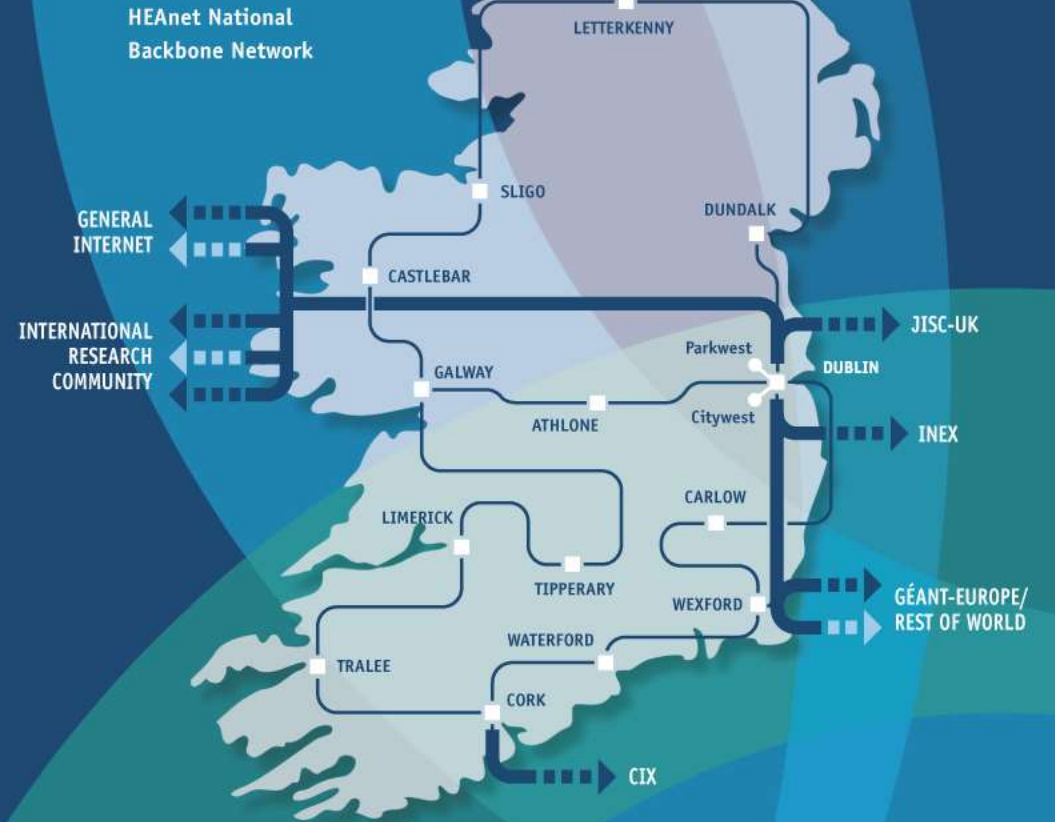 HEAnet National
Backbone Network
LETTERKENNY
SLIGO
DUNDALK
GENERAL
INTERNET
CASTLEBAR
INTERNATIONAL
RESEARCH
COMMUNITY
JISC-UK
Parkwest
DUBLIN
GALWAY
Citywest
ATHLONE
INEX
CARLOW
LIMERICK
TIPPERARY
WEXFORD
GÉANT-EUROPE/
REST OF WORLD
WATERFORD
TRALEE
CORK
CIX